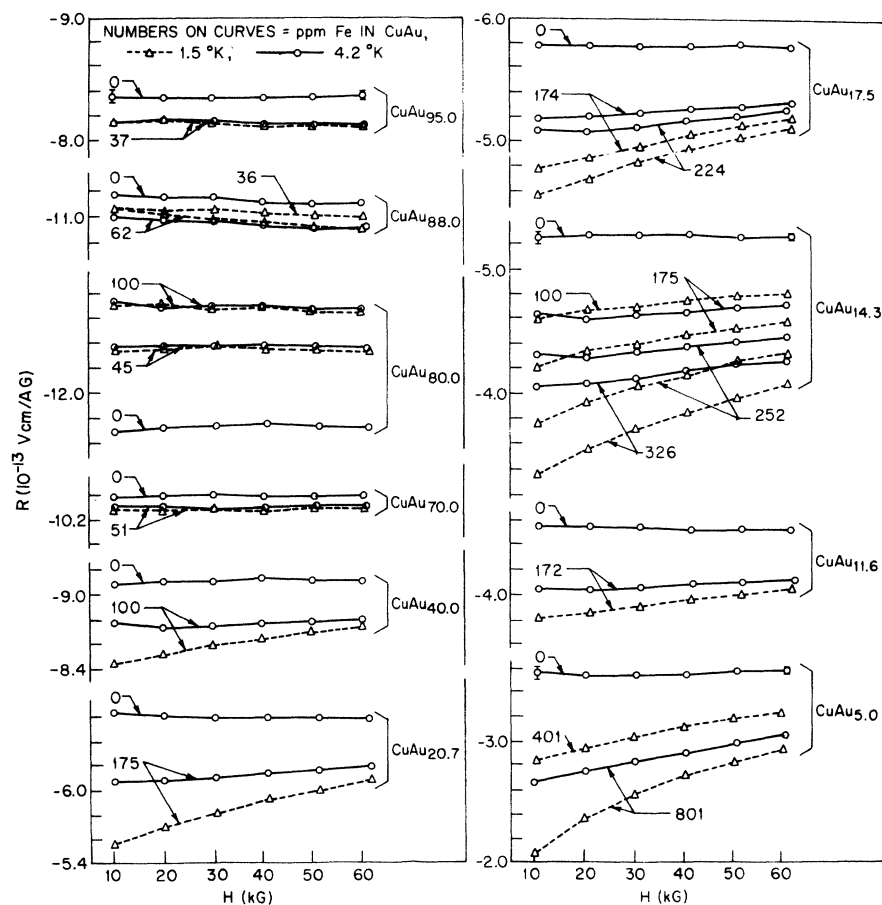 NUMBERS ON CURVES = ppm Fe IN CuAu,
1.5 °K, 4.2 °K
R (10⁻¹³ Vcm/AG)
-9.0
0
CuAu95.0
37
-8.0
0
36
CuAu88.0
-11.0
62
100
CuAu80.0
45
-12.0
0
0
CuAu70.0
-10.2
51
0
-9.0
CuAu40.0
100
-8.4
0
CuAu20.7
175
-6.0
-5.4
10 20 30 40 50 60
H (kG)
-6.0
0
CuAu17.5
174
-5.0
224
0
-5.0
175
100
CuAu14.3
-4.0
252
326
0
CuAu11.6
172
-4.0
0
CuAu5.0
401
-3.0
801
-2.0
10 20 30 40 50 60
H (kG)